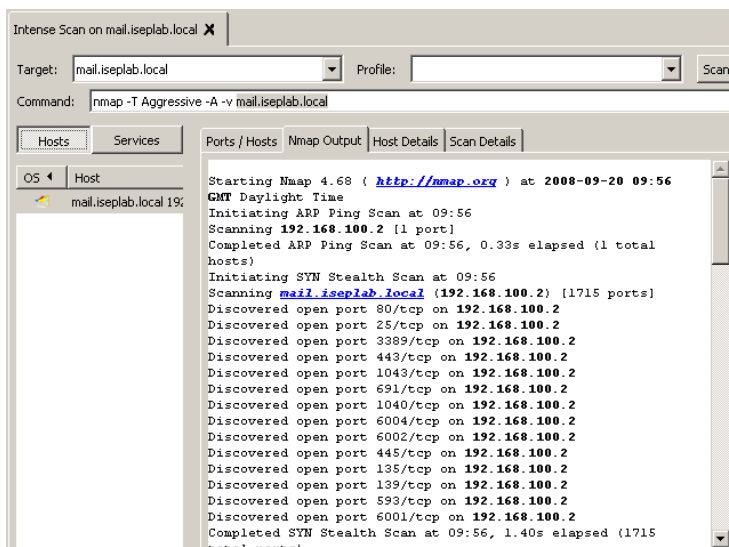 Intense Scan on mail.iseplab.local X
Target: mail.iseplab.local Profile: Scan
Command: nmap -T Aggressive -A -v mail.iseplab.local
Hosts Services
Ports / Hosts Nmap Output Host Details Scan Details
OS Host
mail.iseplab.local 192
Starting Nmap 4.68 ( http://nmap.org ) at 2008-09-20 09:56
GMT Daylight Time
Initiating ARP Ping Scan at 09:56
Scanning 192.168.100.2 [1 port]
Completed ARP Ping Scan at 09:56, 0.33s elapsed (1 total
hosts)
Initiating SYN Stealth Scan at 09:56
Scanning mail.iseplab.local (192.168.100.2) [1715 ports]
Discovered open port 80/tcp on 192.168.100.2
Discovered open port 25/tcp on 192.168.100.2
Discovered open port 3389/tcp on 192.168.100.2
Discovered open port 443/tcp on 192.168.100.2
Discovered open port 1043/tcp on 192.168.100.2
Discovered open port 691/tcp on 192.168.100.2
Discovered open port 1040/tcp on 192.168.100.2
Discovered open port 6004/tcp on 192.168.100.2
Discovered open port 6002/tcp on 192.168.100.2
Discovered open port 445/tcp on 192.168.100.2
Discovered open port 135/tcp on 192.168.100.2
Discovered open port 139/tcp on 192.168.100.2
Discovered open port 593/tcp on 192.168.100.2
Discovered open port 6001/tcp on 192.168.100.2
Completed SYN Stealth Scan at 09:56, 1.40s elapsed (1715